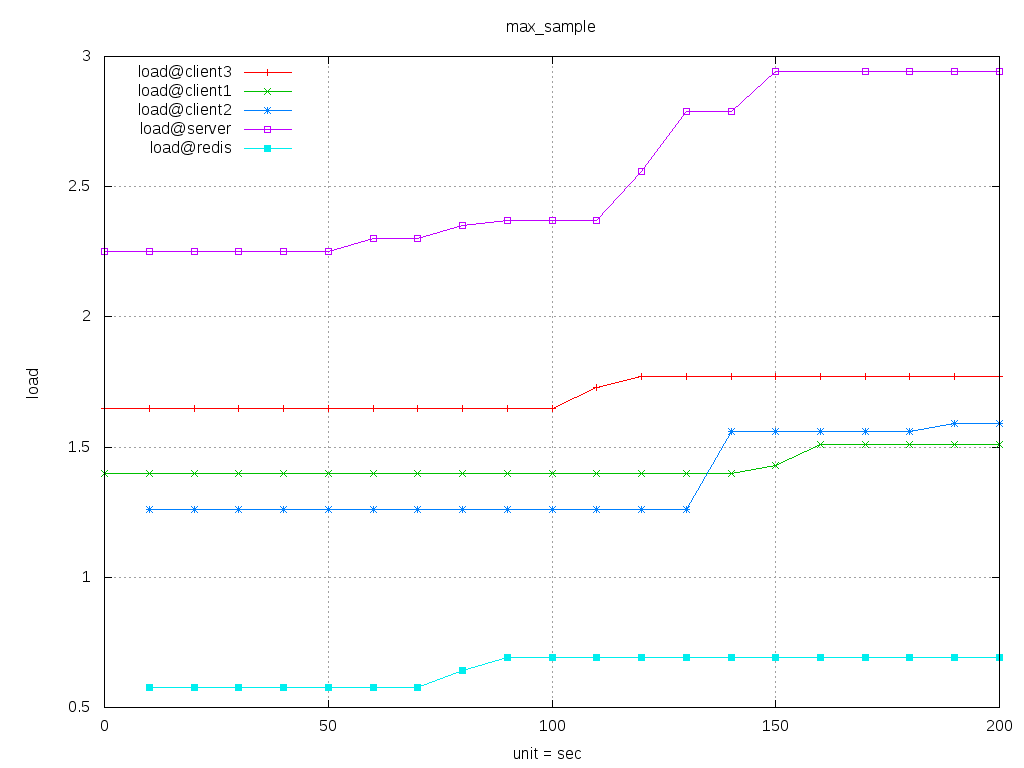 max_sample
3
load@client3
load@client1
load@client2
load@server
load@redis
2.5
2
load
1.5
1
0.5
0 50 100 150 200
unit = sec